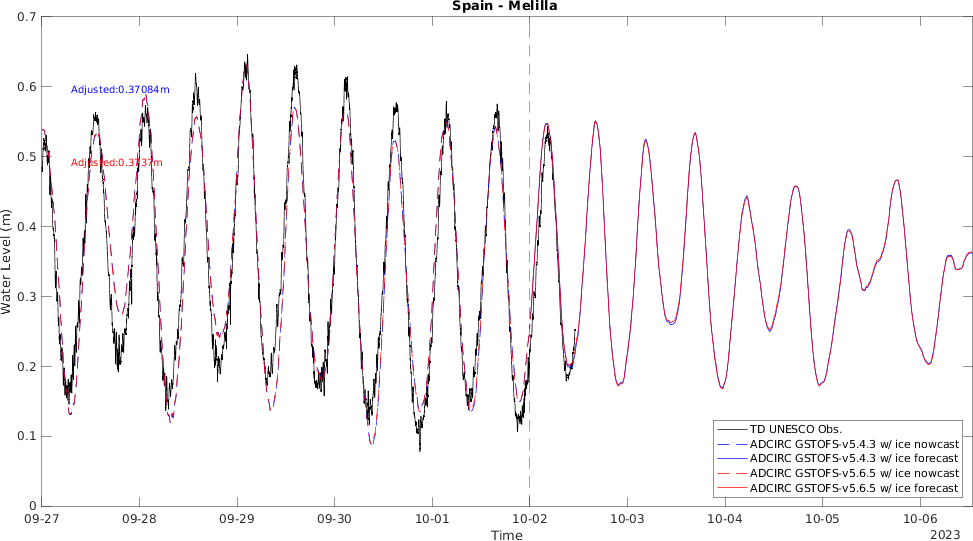 Spain - Melilla
0.7
0.6
0.5
0.4
0.3
0.2
0.1
0
Water Level (m)
Adjusted:0.37084m
Adjusted:0.3737m
09-27
09-28
09-29
09-30
10-01
10-02
10-03
10-04
10-05
10-06
Time
2023
TD UNESCO Obs.
ADCIRC GSTOFS-v5.4.3 w/ ice nowcast
ADCIRC GSTOFS-v5.4.3 w/ ice forecast
ADCIRC GSTOFS-v5.6.5 w/ ice nowcast
ADCIRC GSTOFS-v5.6.5 w/ ice forecast